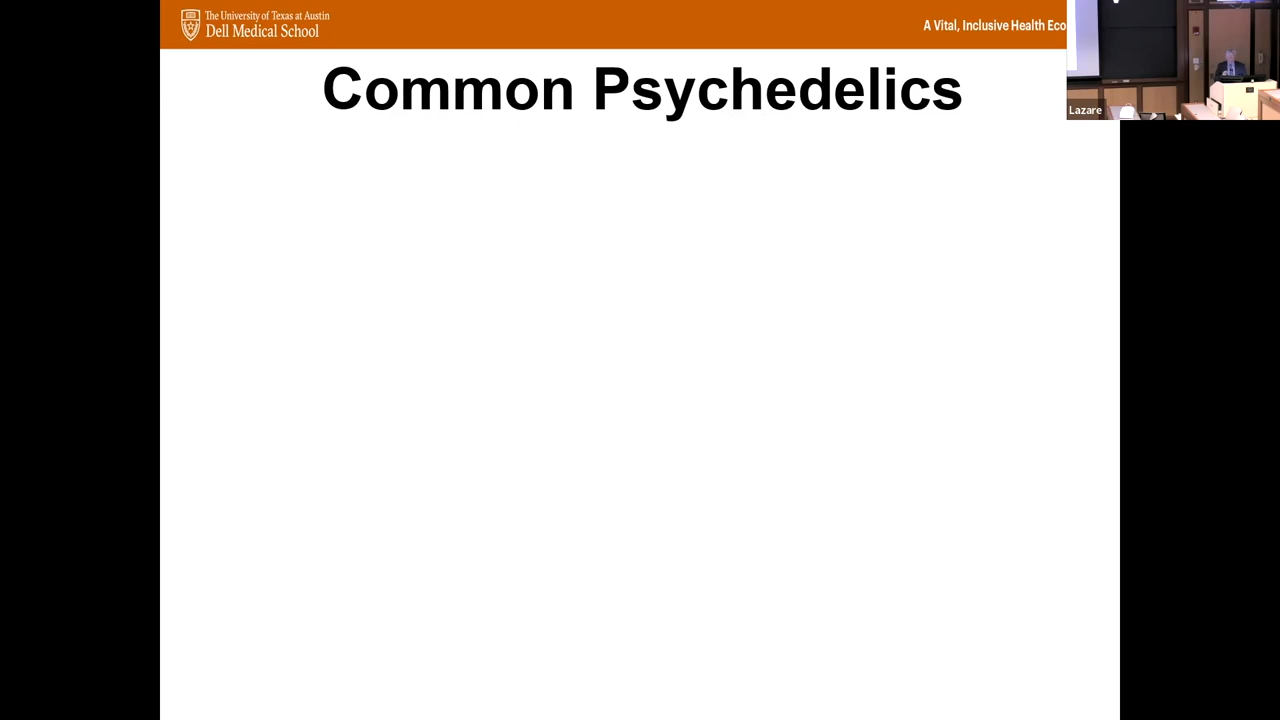 The University of Texas at Austin
Dell Medical School
A Vital, Inclusive Health Eco
Common Psychedelics
Lazare